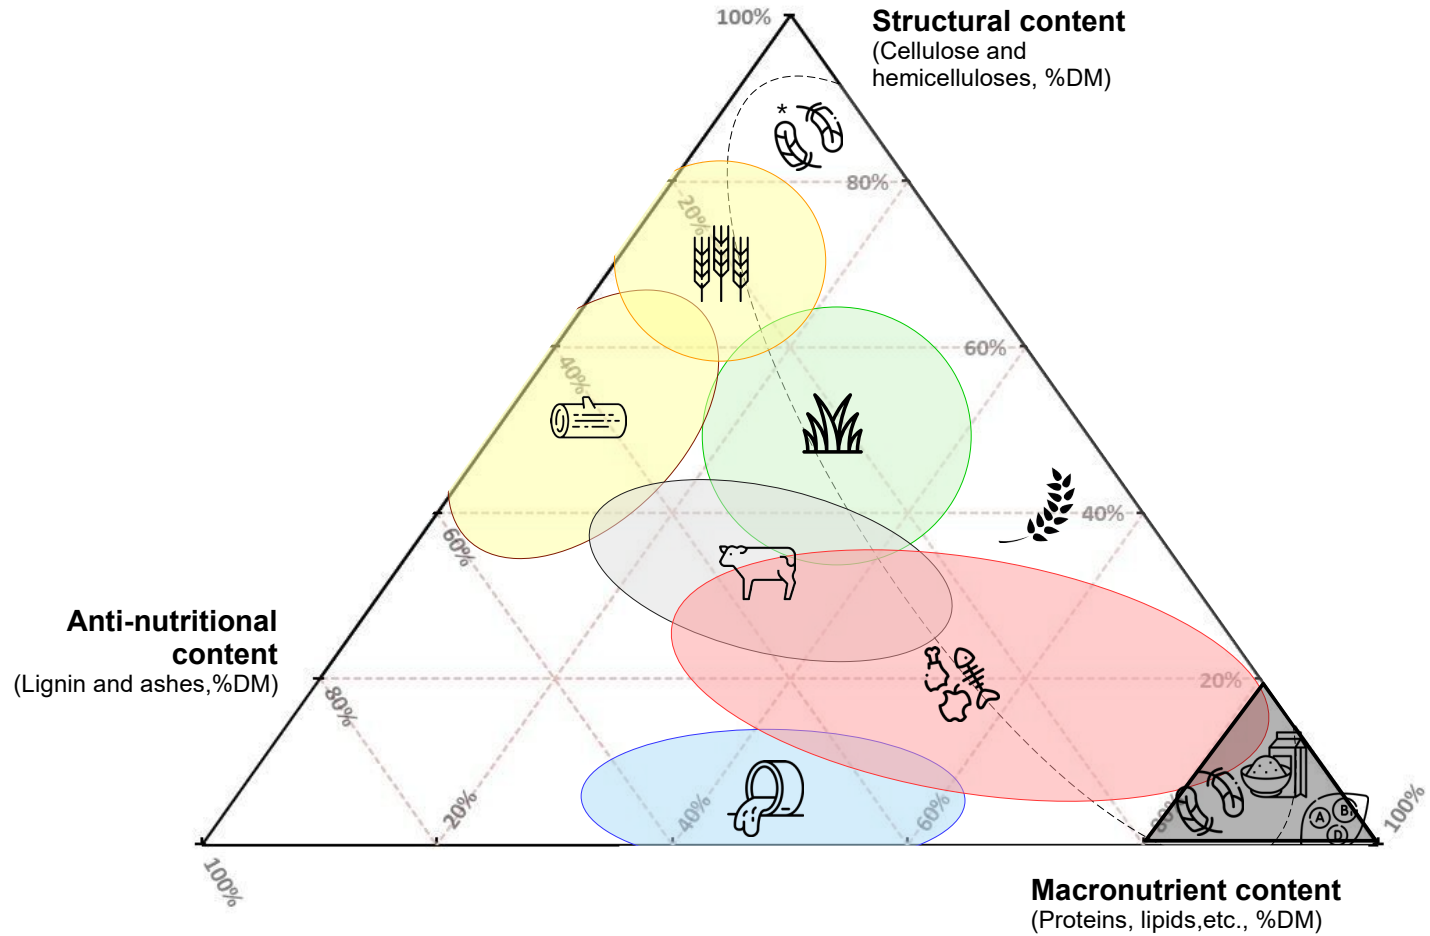 100%
Structural content
(Cellulose and
hemicelluloses, %DM)
*
80%
20%
60%
40%
40%
60%
Anti-nutritional
content
(Lignin and ashes,%DM)
20%
80%
20%
40%
60%
80%
A
B
D
100%
100%
Macronutrient content
(Proteins, lipids,etc., %DM)